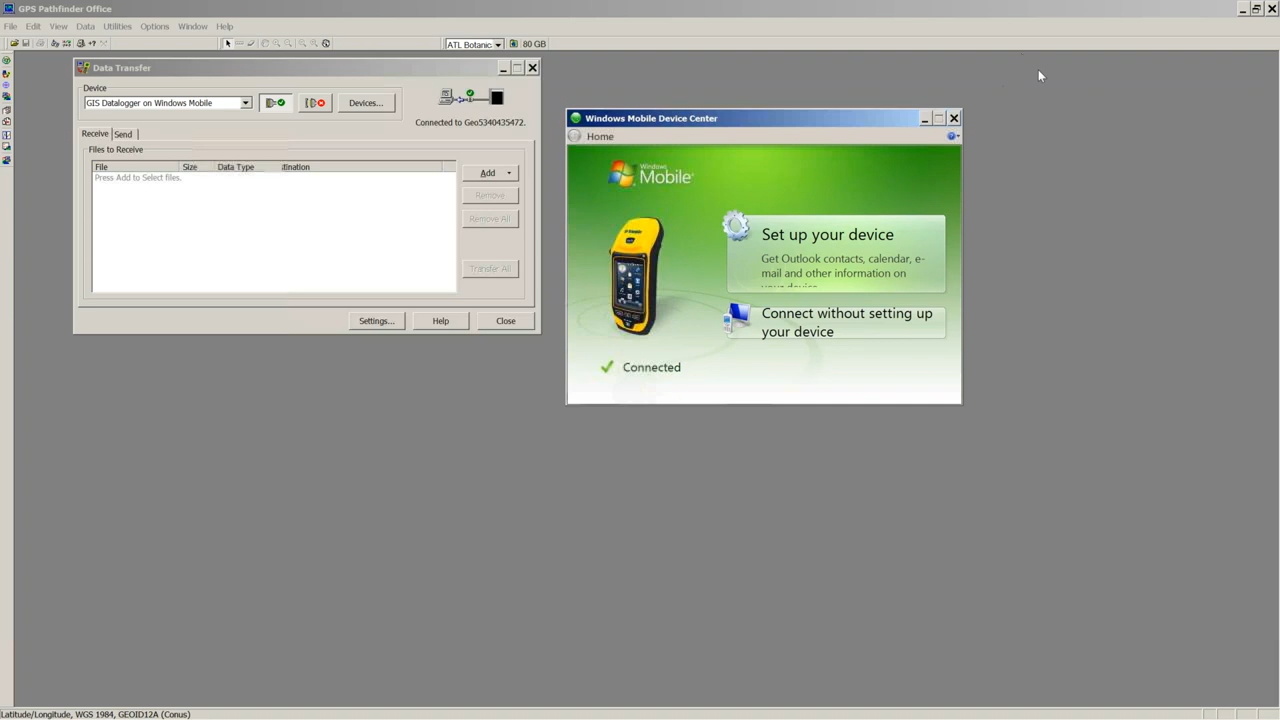 GPS Pathfinder Office
File Edit View Data Utilities Options Window Help
ATL Botanic 80 GB
Data Transfer
Device
GIS Datalogger on Windows Mobile
Devices...
Connected to Geo5340435472.
Receive Send
Files to Receive
File Size Data Type tination
Press Add to Select files.
Add
Remove
Remove All
Transfer All
Settings...
Help
Close
Windows Mobile Device Center
Home
Windows
Mobile
Set up your device
Get Outlook contacts, calendar, e-
mail and other information on
your device.
Connect without setting up
your device
Connected
Latitude/Longitude, WGS 1984, GEOID12A (Conus)